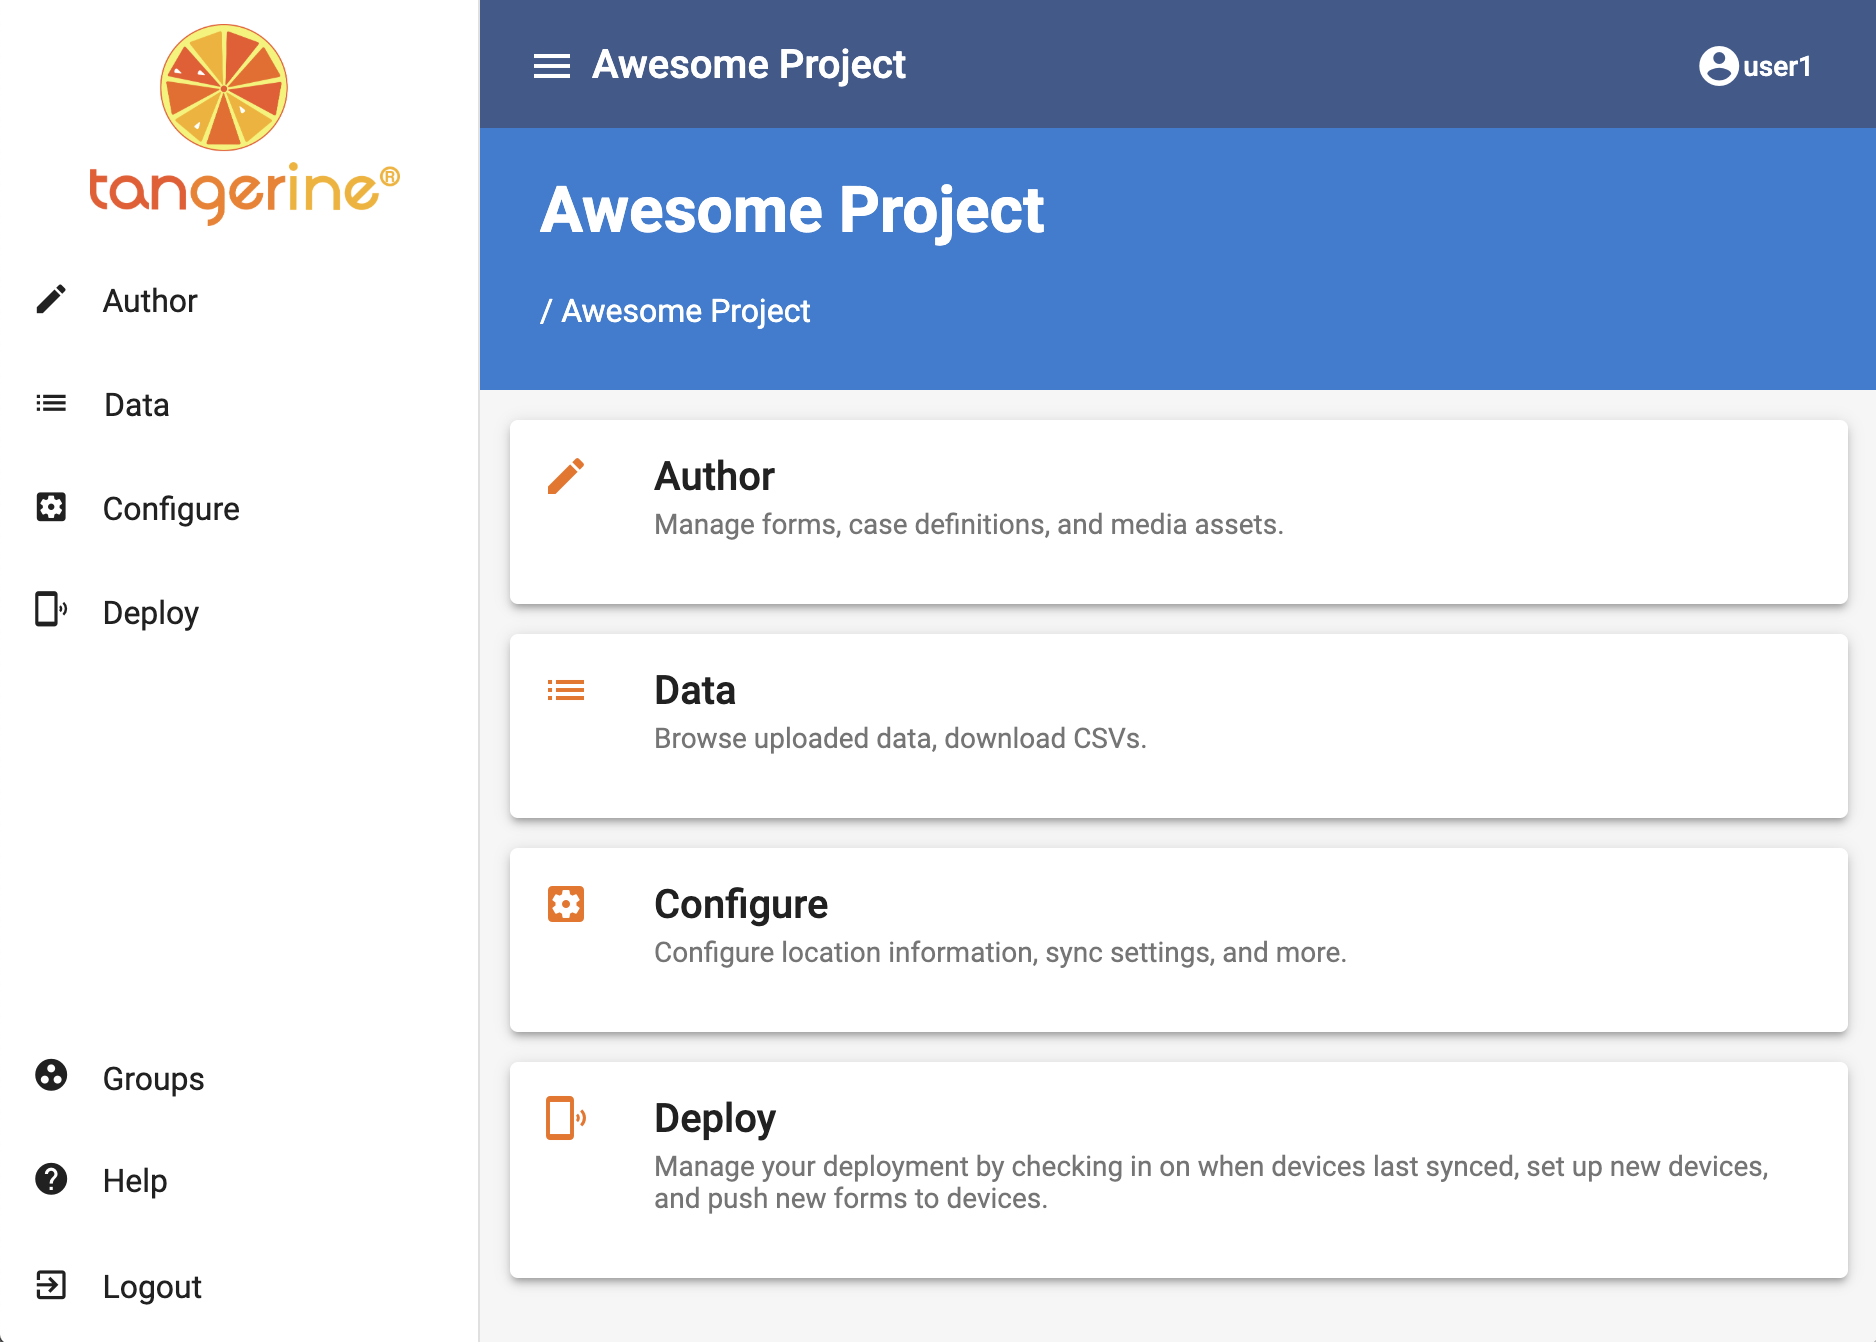 tangerine®
Author
Data
Configure
Deploy
Groups
Help
Logout
Awesome Project
user1
Awesome Project
/ Awesome Project
Author
Manage forms, case definitions, and media assets.
Data
Browse uploaded data, download CSVs.
Configure
Configure location information, sync settings, and more.
Deploy
Manage your deployment by checking in on when devices last synced, set up new devices,
and push new forms to devices.